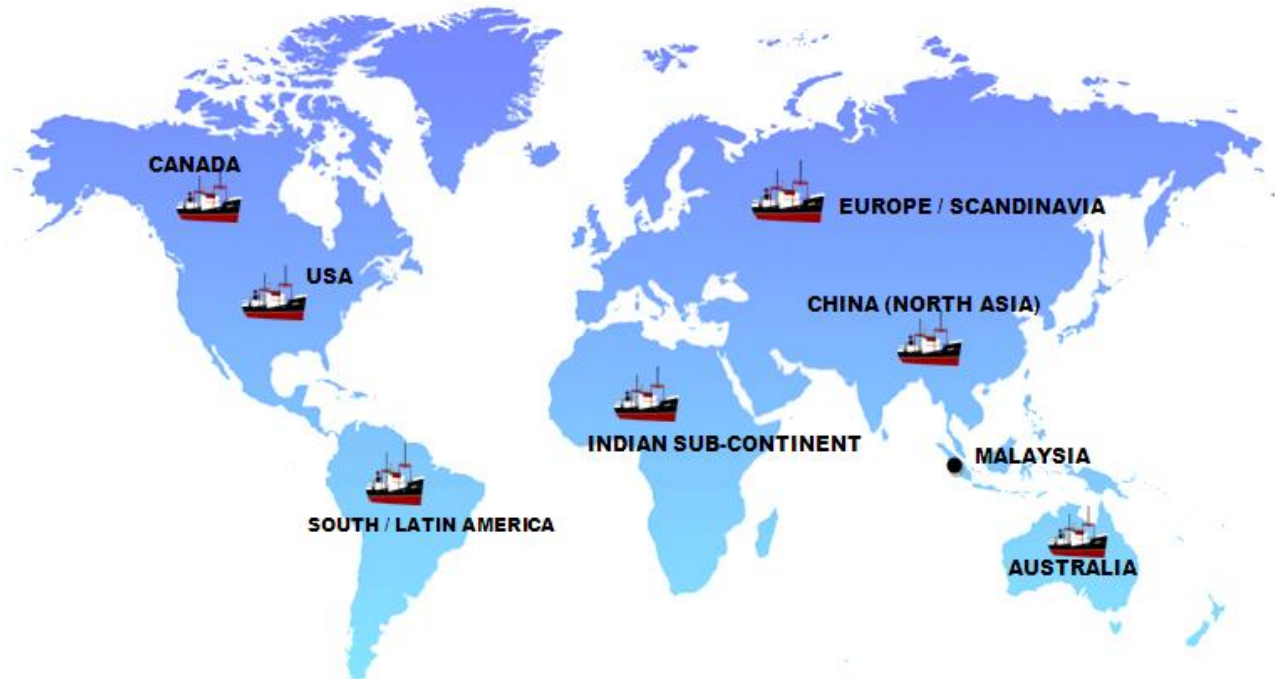 CANADA
EUROPE / SCANDINAVIA
USA
CHINA (NORTH ASIA)
INDIAN SUB-CONTINENT
MALAYSIA
SOUTH / LATIN AMERICA
AUSTRALIA